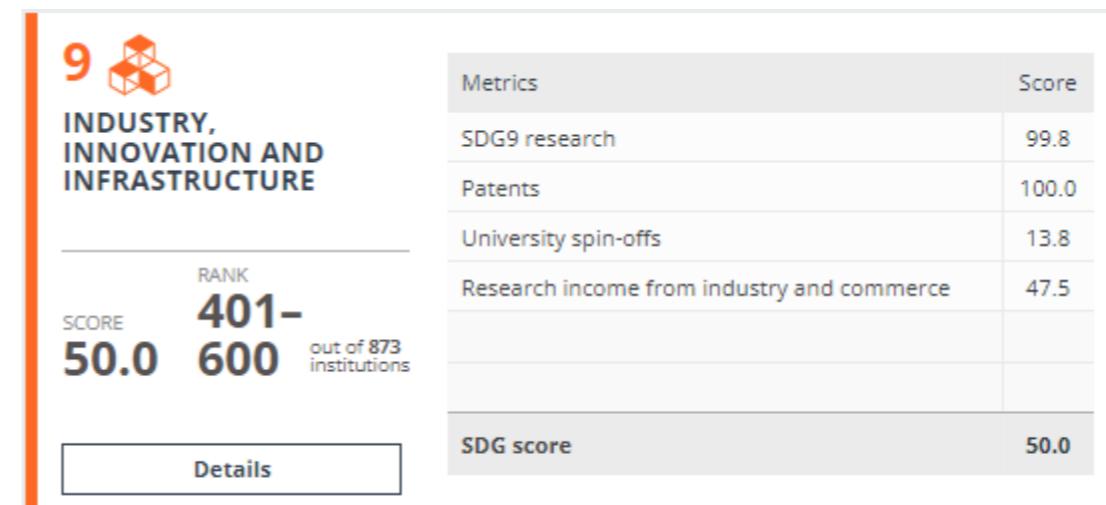 9
INDUSTRY,
INNOVATION AND
INFRASTRUCTURE
SCORE
50.0
RANK
401–
600
out of 873
institutions
Details
Metrics Score
SDG9 research 99.8
Patents 100.0
University spin-offs 13.8
Research income from industry and commerce 47.5
SDG score 50.0